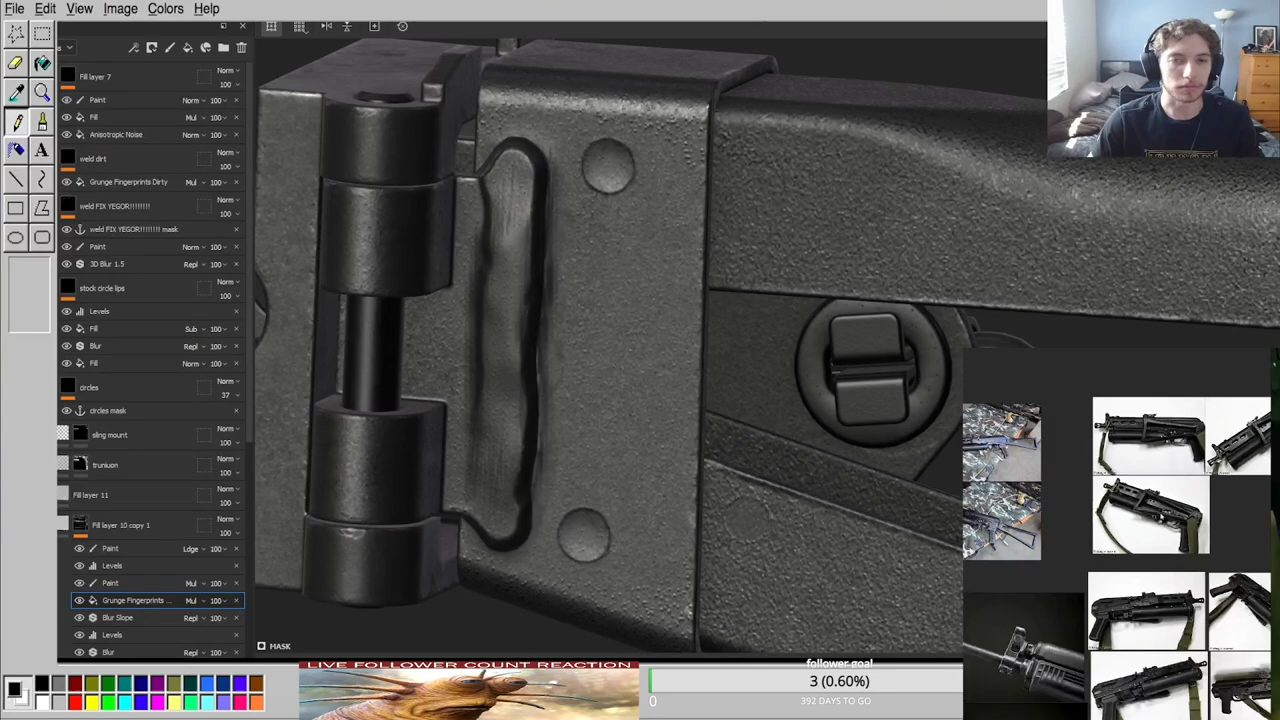 File Edit View Image Colors Help
Fill layer 7 Norm 100
Paint Norm 100
Fill Mul 100
Anisotropic Noise Norm 100
weld dirt Norm 100
Grunge Fingerprints Dirty Mul 100
weld FIX YEGOR!!!!!!!! Norm 100
weld FIX YEGOR!!!!!!!! mask
Paint Norm 100
3D Blur 1.5 Repl 100
stock circle lips Norm 100
Levels
Fill Sub 100
Blur Repl 100
Fill Norm 100
circles Norm 37
circles mask
sling mount Norm 100
truniuon Norm 100
Fill layer 11 Norm 100
Fill layer 10 copy 1 Norm 100
Paint Ldge 100
Levels
Paint Mul 100
Grunge Fingerprints ... Mul 100
Blur Slope Repl 100
Levels
Blur Repl 100
MASK
LIVE FOLLOWER COUNT REACTION
follower goal
3 (0.60%)
0
392 DAYS TO GO